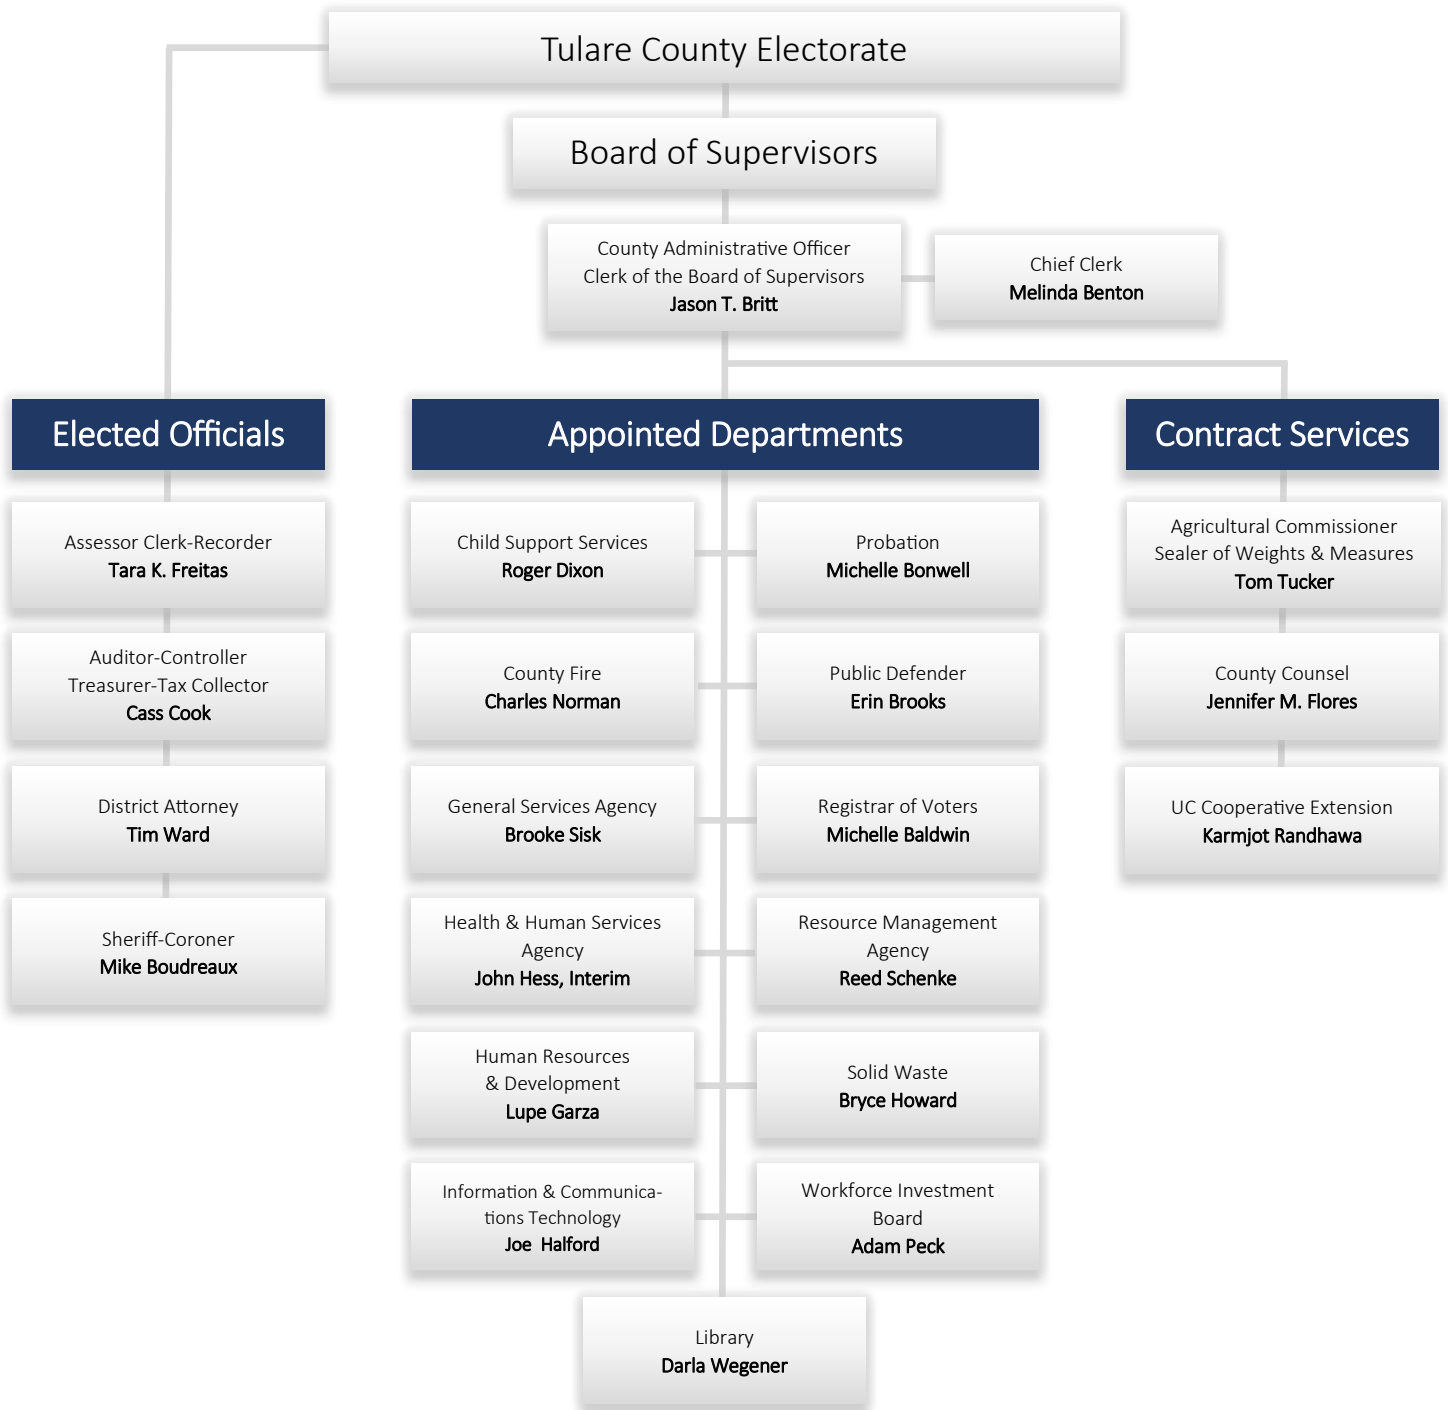 Tulare County Electorate
Board of Supervisors
County Administrative Officer
Clerk of the Board of Supervisors
Jason T. Britt
Chief Clerk
Melinda Benton
Elected Officials
Assessor Clerk-Recorder
Tara K. Freitas
Auditor-Controller
Treasurer-Tax Collector
Cass Cook
District Attorney
Tim Ward
Sheriff-Coroner
Mike Boudreaux
Appointed Departments
Child Support Services
Roger Dixon
Probation
Michelle Bonwell
County Fire
Charles Norman
Public Defender
Erin Brooks
General Services Agency
Brooke Sisk
Registrar of Voters
Michelle Baldwin
Health & Human Services
Agency
John Hess, Interim
Resource Management
Agency
Reed Schenke
Human Resources
& Development
Lupe Garza
Solid Waste
Bryce Howard
Information & Communica-
tions Technology
Joe Halford
Workforce Investment
Board
Adam Peck
Library
Darla Wegener
Contract Services
Agricultural Commissioner
Sealer of Weights & Measures
Tom Tucker
County Counsel
Jennifer M. Flores
UC Cooperative Extension
Karmjot Randhawa